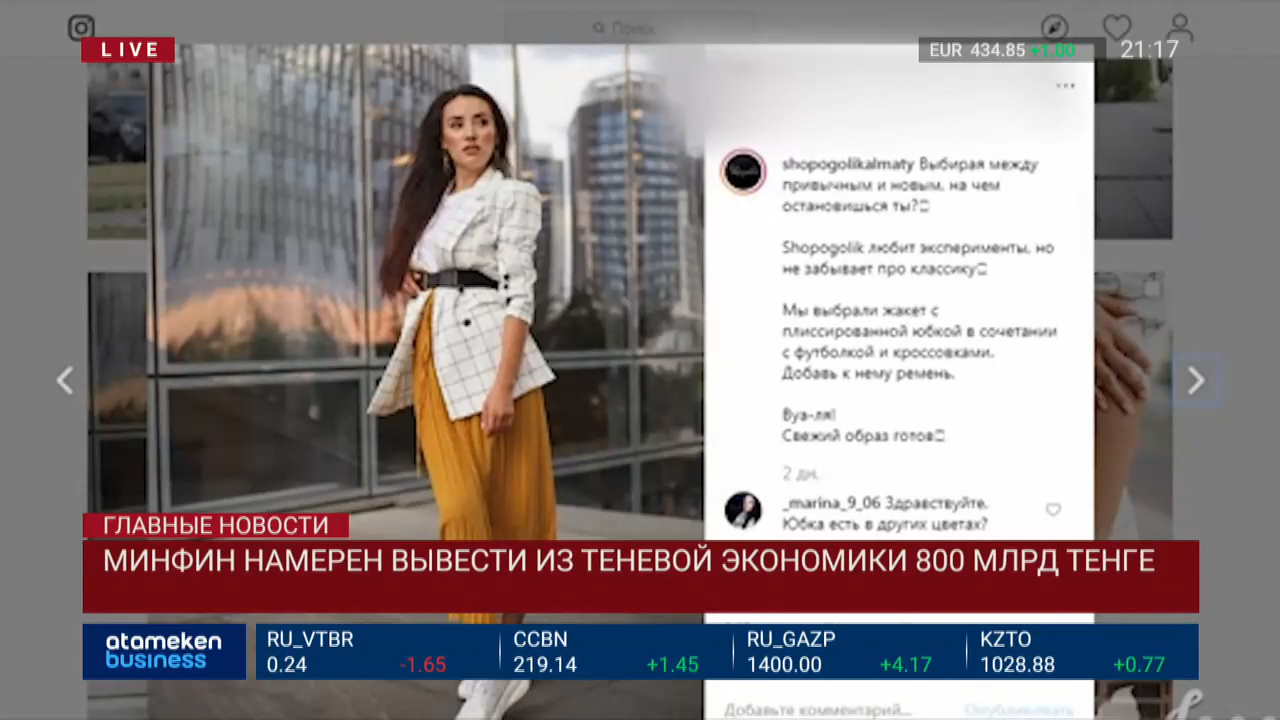 Поиск
LIVE
EUR 434.85 +1.00
21:17
shopogolikalmaty Выбирая между
привычным и новым, на чем
остановишься ты?
Shopogolik любит эксперименты, но
не забывает про классику
Мы выбрали жакет с
плиссированной юбкой в сочетании
с футболкой и кроссовками.
Добавь к нему ремень.
Вуа-ля!
Свежий образ готов
2 дн.
_marina_9_06 Здравствуйте.
Юбка есть в других цветах?
ГЛАВНЫЕ НОВОСТИ
МИНФИН НАМЕРЕН ВЫВЕСТИ ИЗ ТЕНЕВОЙ ЭКОНОМИКИ 800 МЛРД ТЕНГЕ
atameken
business
RU_VTBR
0.24 -1.65
CCBN
219.14 +1.45
RU_GAZP
1400.00 +4.17
KZTO
1028.88 +0.77
Добавьте комментарий...
Опубликовать